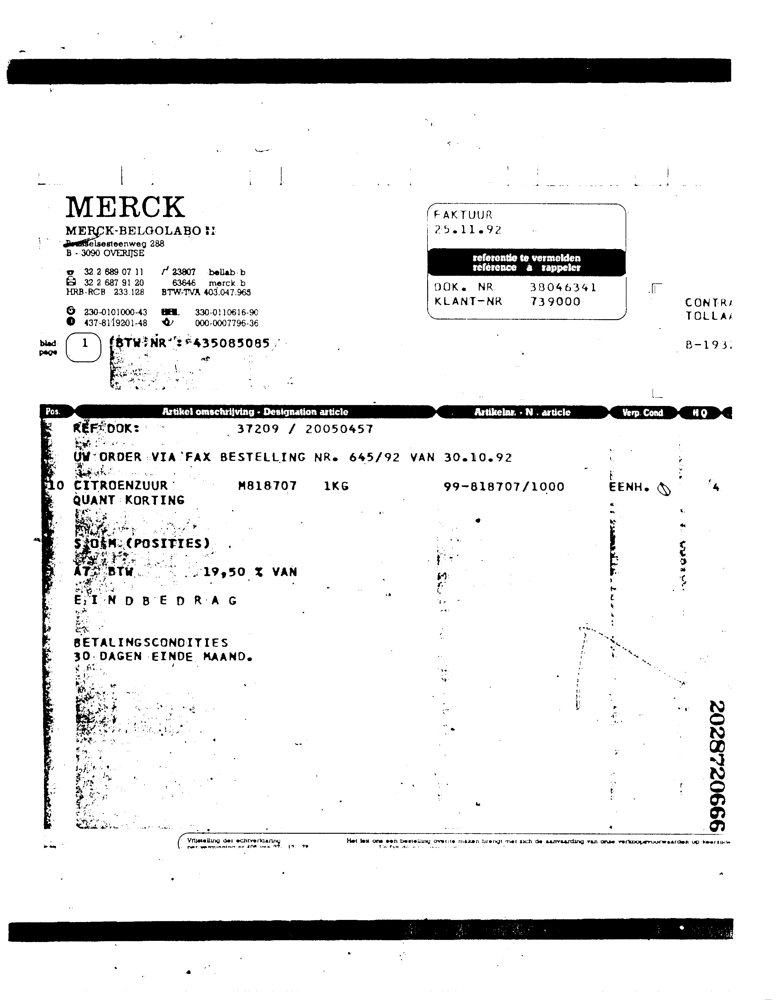 MERCK
MERCK-BELGOLABO
Brusselsesteenweg 288
B - 3090 OVERIJSE
32 2 689 07 11 23807 bellab b
32 2 687 91 20 63646 merck b
HRB-RCB 233 128 BTW-TVA 403.047.965
230-0101000-43 BBL 330-0110616-90
437-8119201-48 000-0007796-36
FAKTUUR
25.11.92
referentie te vermelden
référence à rappeler
DOK. NR 38046341
KLANT-NR 739000
CONTRA
TOLLA
B-193
blad
page
1
BTW NR : 435085085
Pos. Artikel omschrijving - Designation article Artikelnr. - N . article Verp. Cond H Q
REF DOK: 37209 / 20050457
UW ORDER VIA FAX BESTELLING NR. 645/92 VAN 30.10.92
10 CITROENZUUR M818707 1KG 99-818707/1000 EENH. 4
QUANT KORTING
SOM (POSITIES)
BTW 19,50 % VAN
EINDBEDRAG
BETALINGSCONDITIES
30 DAGEN EINDE MAAND.
2028720666
Vrijstelling der echtverklaring
Het feit ons een bestelling over te maken brengt met zich de aanvaarding van onze verkoopvoorwaarden op keerzijde